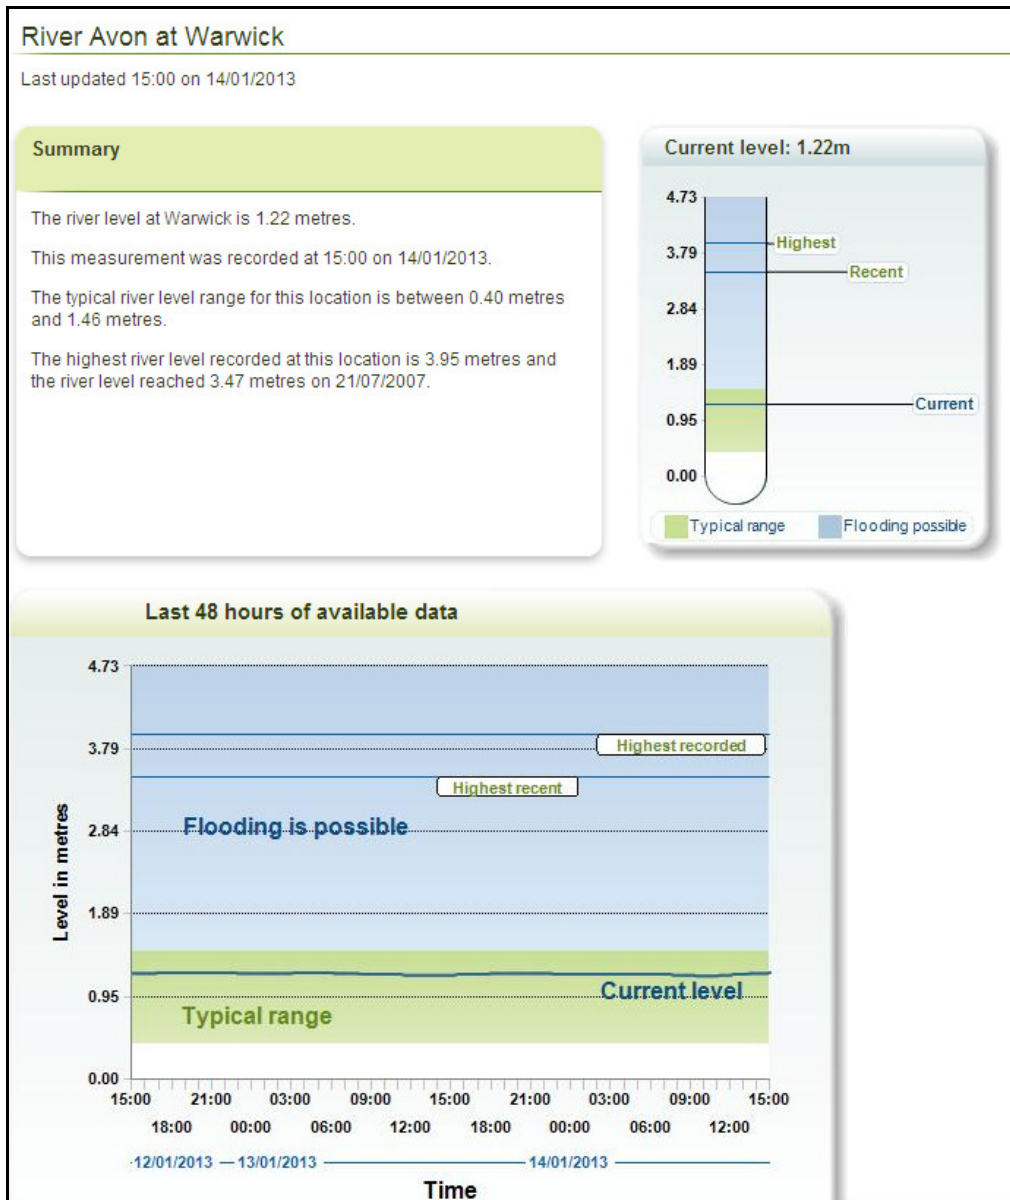 River Avon at Warwick
Last updated 15:00 on 14/01/2013
Summary
The river level at Warwick is 1.22 metres.
This measurement was recorded at 15:00 on 14/01/2013.
The typical river level range for this location is between 0.40 metres
and 1.46 metres.
The highest river level recorded at this location is 3.95 metres and
the river level reached 3.47 metres on 21/07/2007.
Current level: 1.22m
4.73
Highest
3.79
Recent
2.84
1.89
Current
0.95
0.00
Typical range Flooding possible
Last 48 hours of available data
Level in metres
4.73
Highest recorded
3.79
Highest recent
Flooding is possible
2.84
1.89
Current level
0.95
Typical range
0.00
15:00 21:00 03:00 09:00 15:00 21:00 03:00 09:00 15:00
18:00 00:00 06:00 12:00 18:00 00:00 06:00 12:00
12/01/2013 13/01/2013 14/01/2013
Time